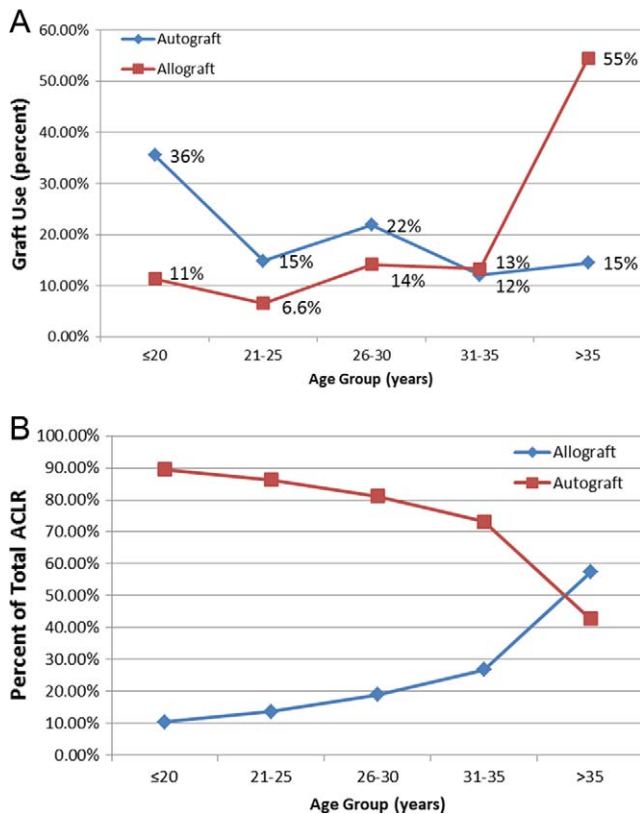 A
60.00%
50.00%
40.00%
30.00%
20.00%
10.00%
0.00%
Graft Use (percent)
Autograft
Allograft
36%
15%
22%
12%
15%
11%
6.6%
14%
13%
55%
≤20 21-25 26-30 31-35 >35
Age Group (years)
B
100.00%
90.00%
80.00%
70.00%
60.00%
50.00%
40.00%
30.00%
20.00%
10.00%
0.00%
Percent of Total ACLR
Allograft
Autograft
≤20 21-25 26-30 31-35 >35
Age Group (years)